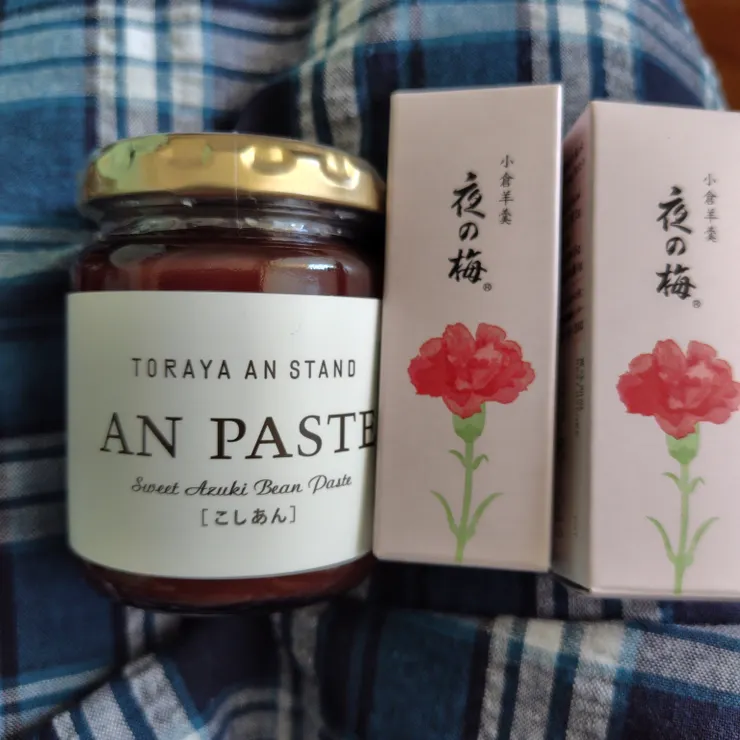 TORAYA AN STAND
AN PASTE
Sweet Azuki Bean Paste
[こしあん]
小倉羊羹
夜の梅®
小倉羊羹
夜の梅®